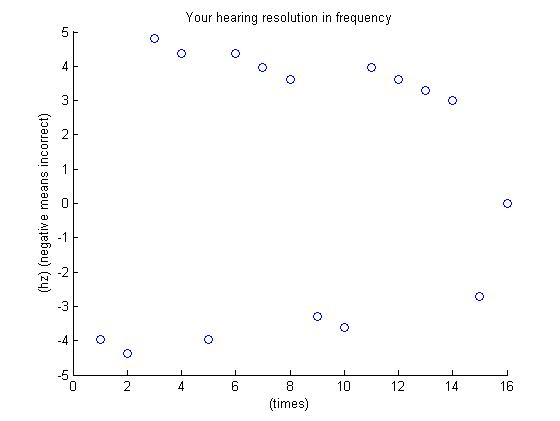 Your hearing resolution in frequency
5
4
3
2
1
0
-1
-2
-3
-4
-5
(hz) (negative means incorrect)
0 2 4 6 8 10 12 14 16
(times)